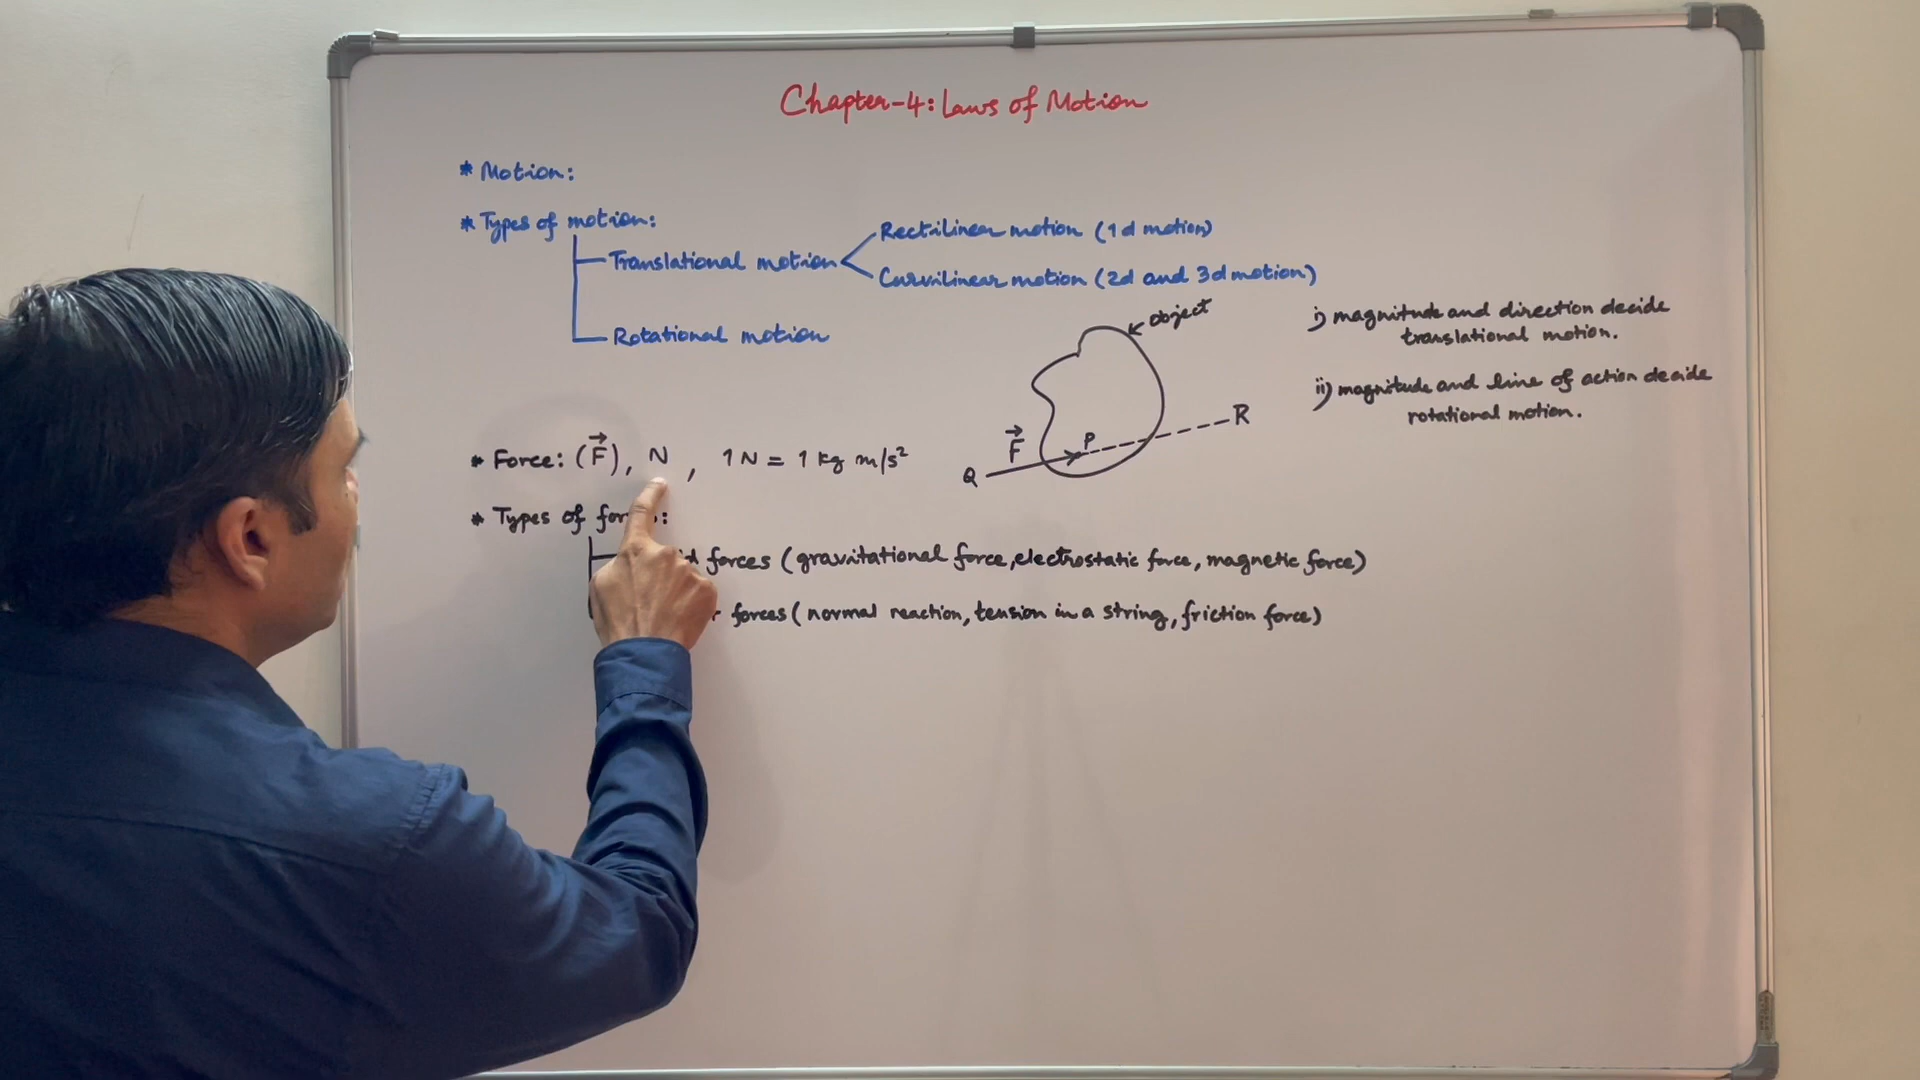 Chapter-4: Laws of Motion
* Motion:
* Types of motion:
Translational motion
Rectilinear motion (1d motion)
Curvilinear motion (2d and 3d motion)
Rotational motion
object
i) magnitude and direction decide
translational motion.
ii) magnitude and line of action decide
rotational motion.
* Force: (F⃗), N, 1 N = 1 kg m/s²
F⃗
P
Q
R
* Types of
forces (gravitational force, electrostatic force, magnetic force)
forces (normal reaction, tension in a string, friction force)